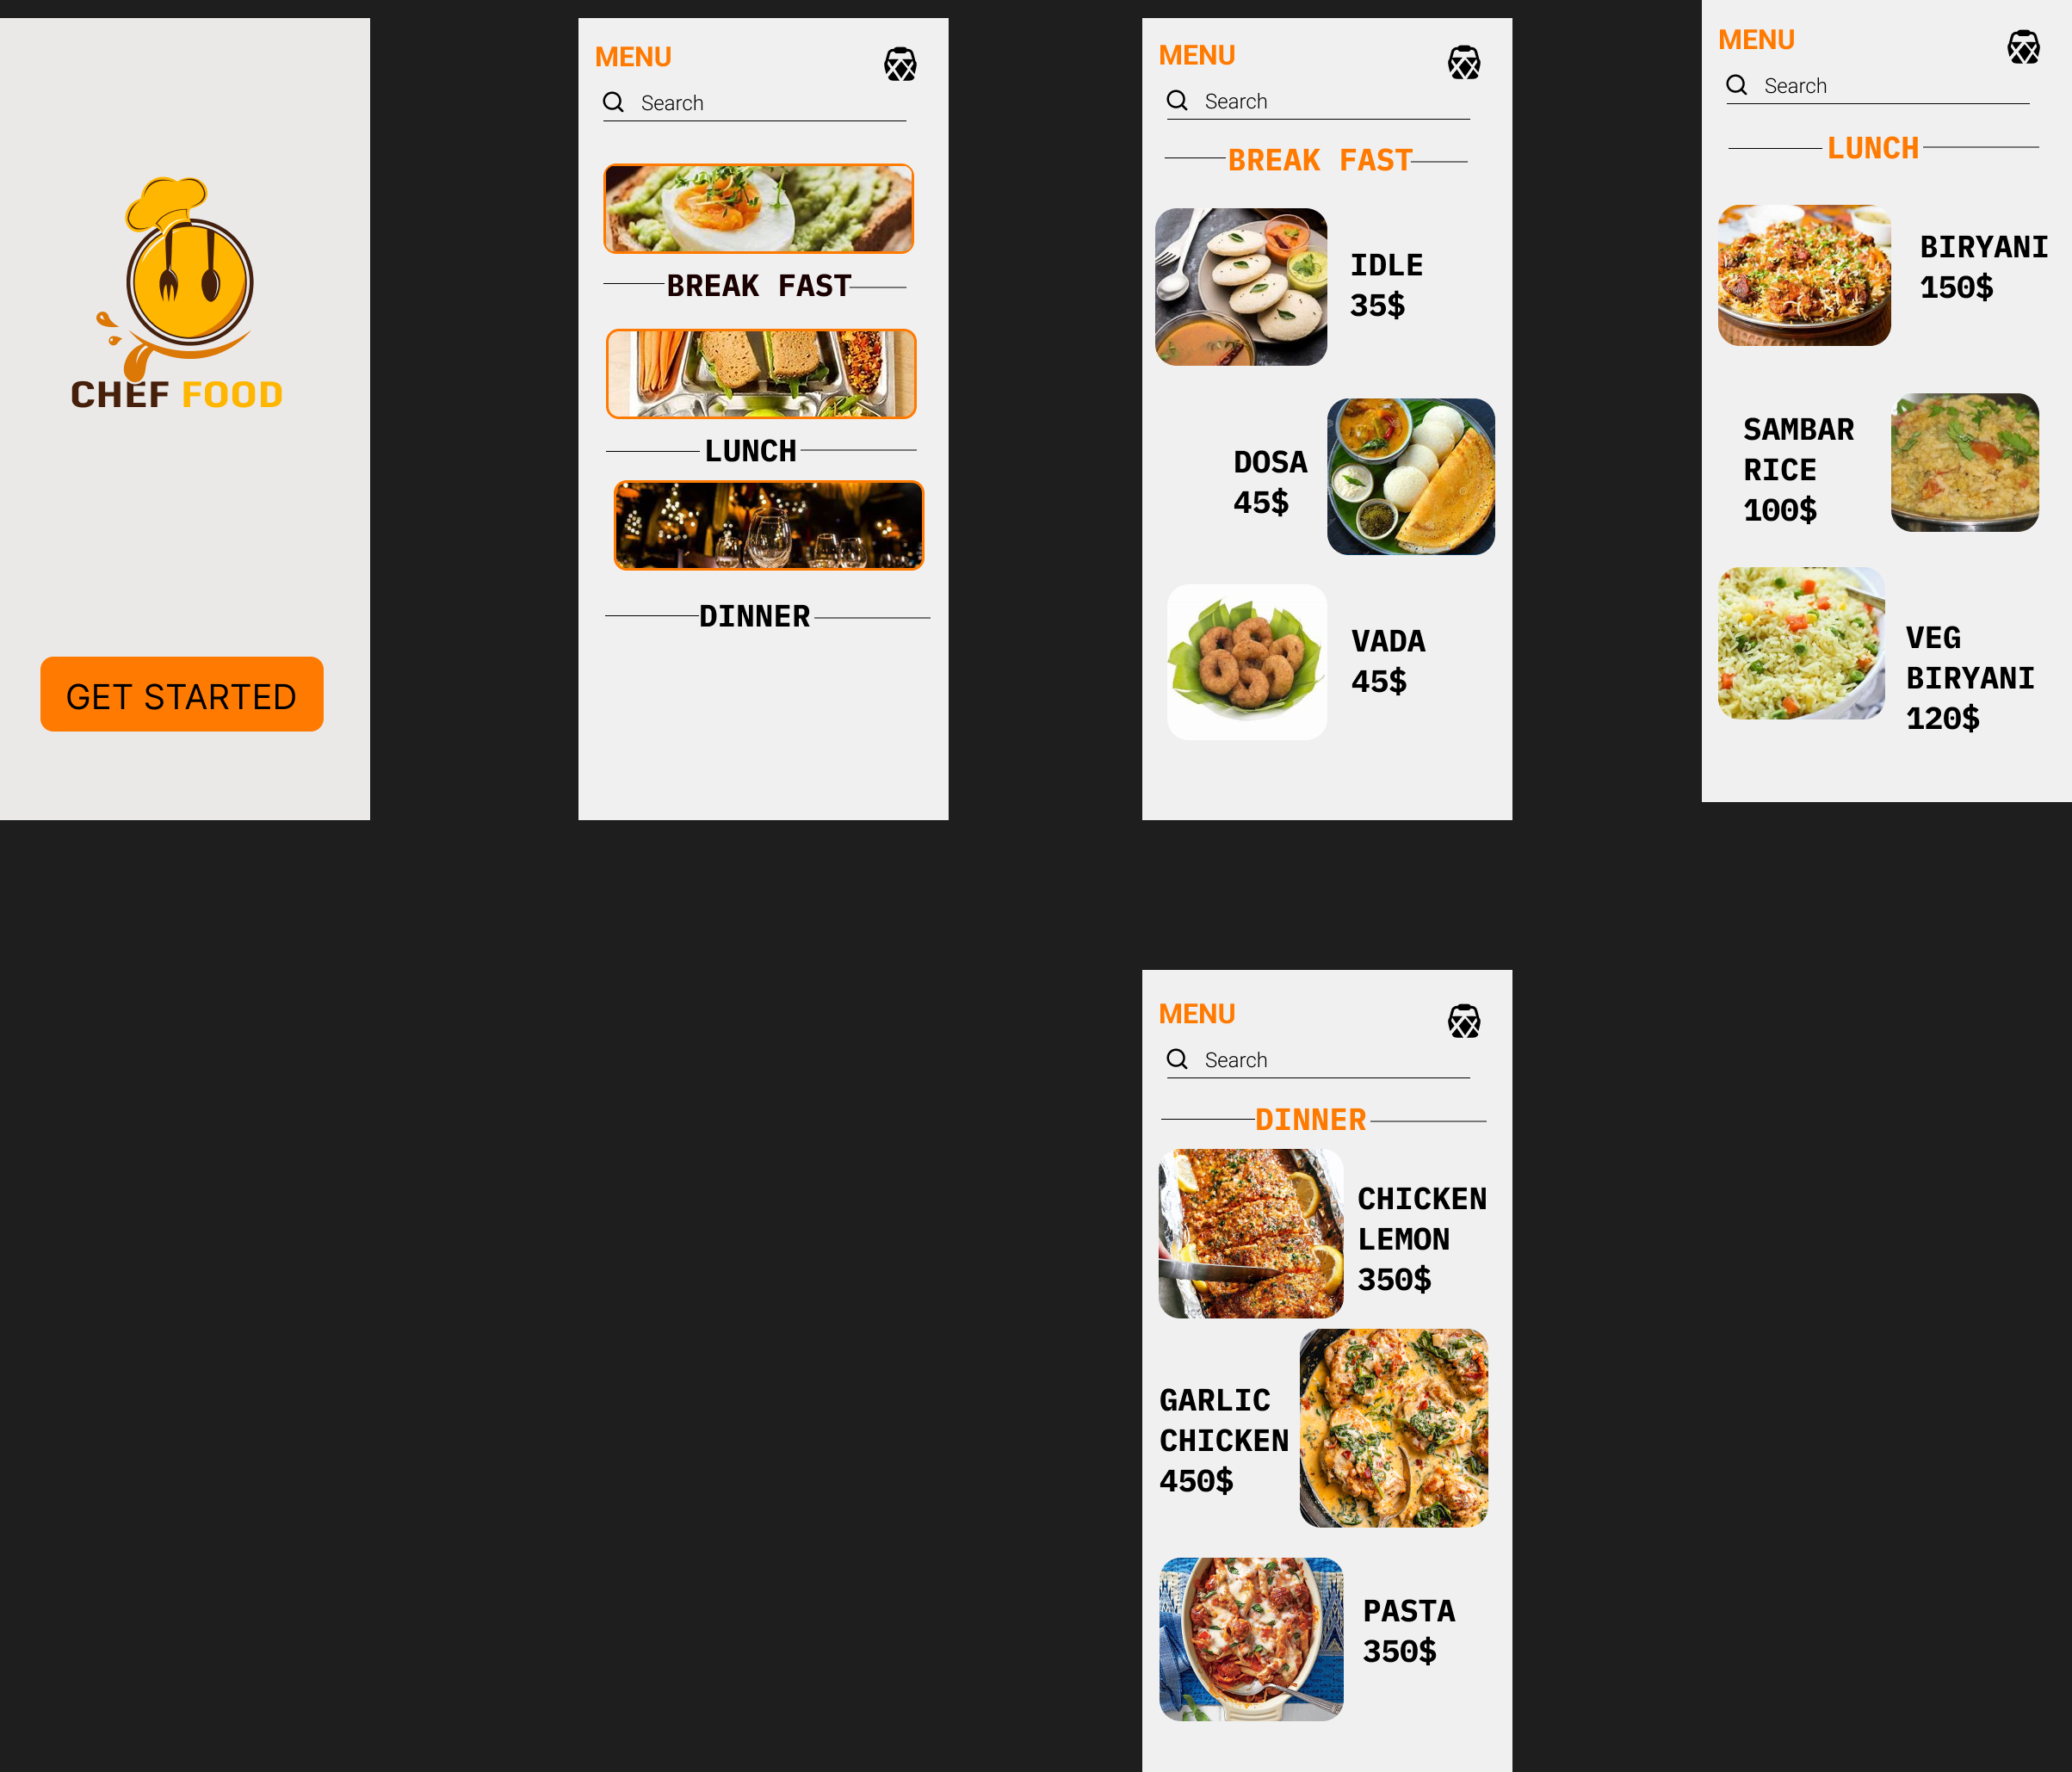 CHEF FOOD
GET STARTED
MENU
Search
BREAK FAST
LUNCH
DINNER
MENU
Search
BREAK FAST
IDLE
35$
DOSA
45$
VADA
45$
MENU
Search
LUNCH
BIRYANI
150$
SAMBAR
RICE
100$
VEG
BIRYANI
120$
MENU
Search
DINNER
CHICKEN
LEMON
350$
GARLIC
CHICKEN
450$
PASTA
350$